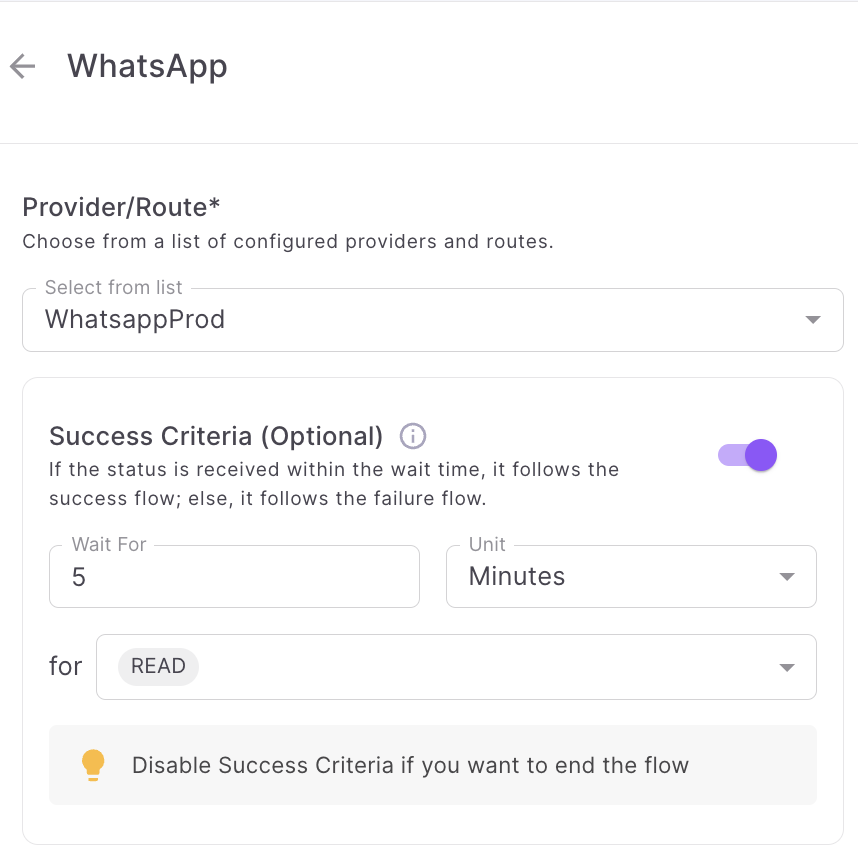 WhatsApp
Provider/Route*
Choose from a list of configured providers and routes.
Select from list
WhatsappProd
Success Criteria (Optional)
If the status is received within the wait time, it follows the
success flow; else, it follows the failure flow.
Wait For
5
Unit
Minutes
for
READ
Disable Success Criteria if you want to end the flow